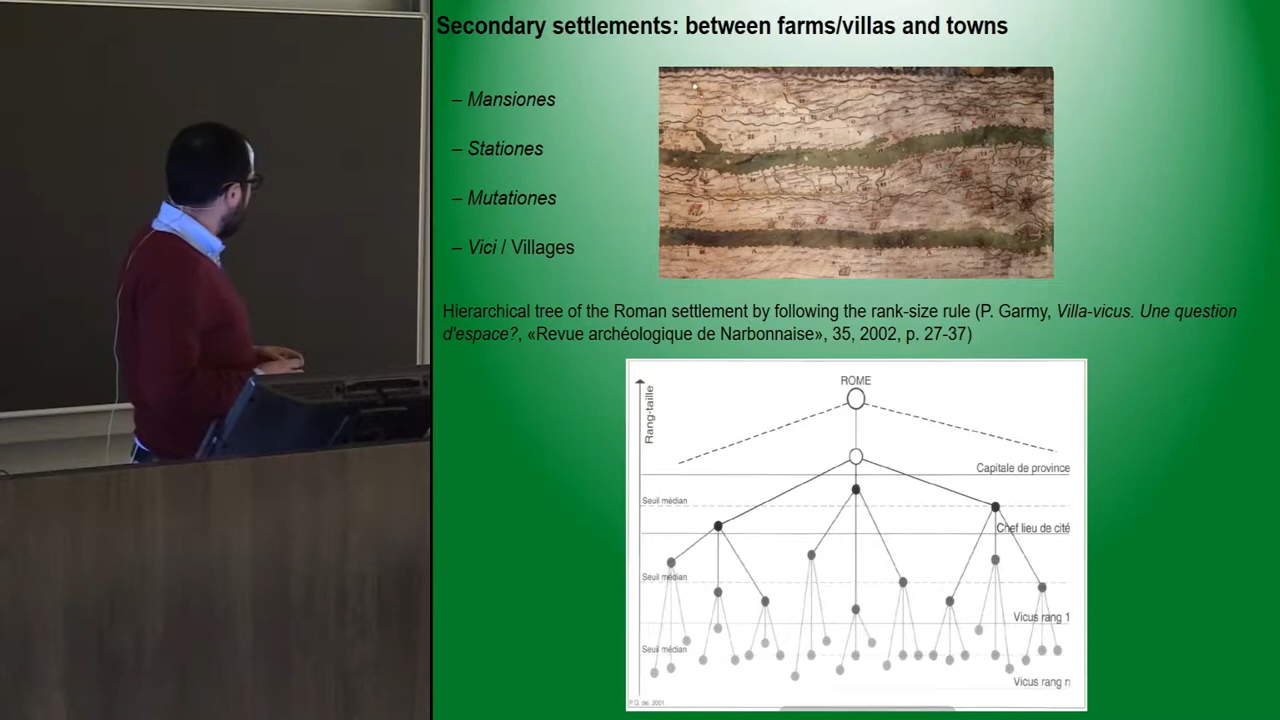 Secondary settlements: between farms/villas and towns
– Mansiones
– Stationes
– Mutationes
– Vici / Villages
Hierarchical tree of the Roman settlement by following the rank-size rule (P. Garmy, Villa-vicus. Une question
d'espace?, «Revue archéologique de Narbonnaise», 35, 2002, p. 27-37)
ROME
Rang-taille
Capitale de province
Seuil médian
Chef lieu de cité
Seuil médian
Vicus rang 1
Seuil médian
Vicus rang n
P.G. del. 2001